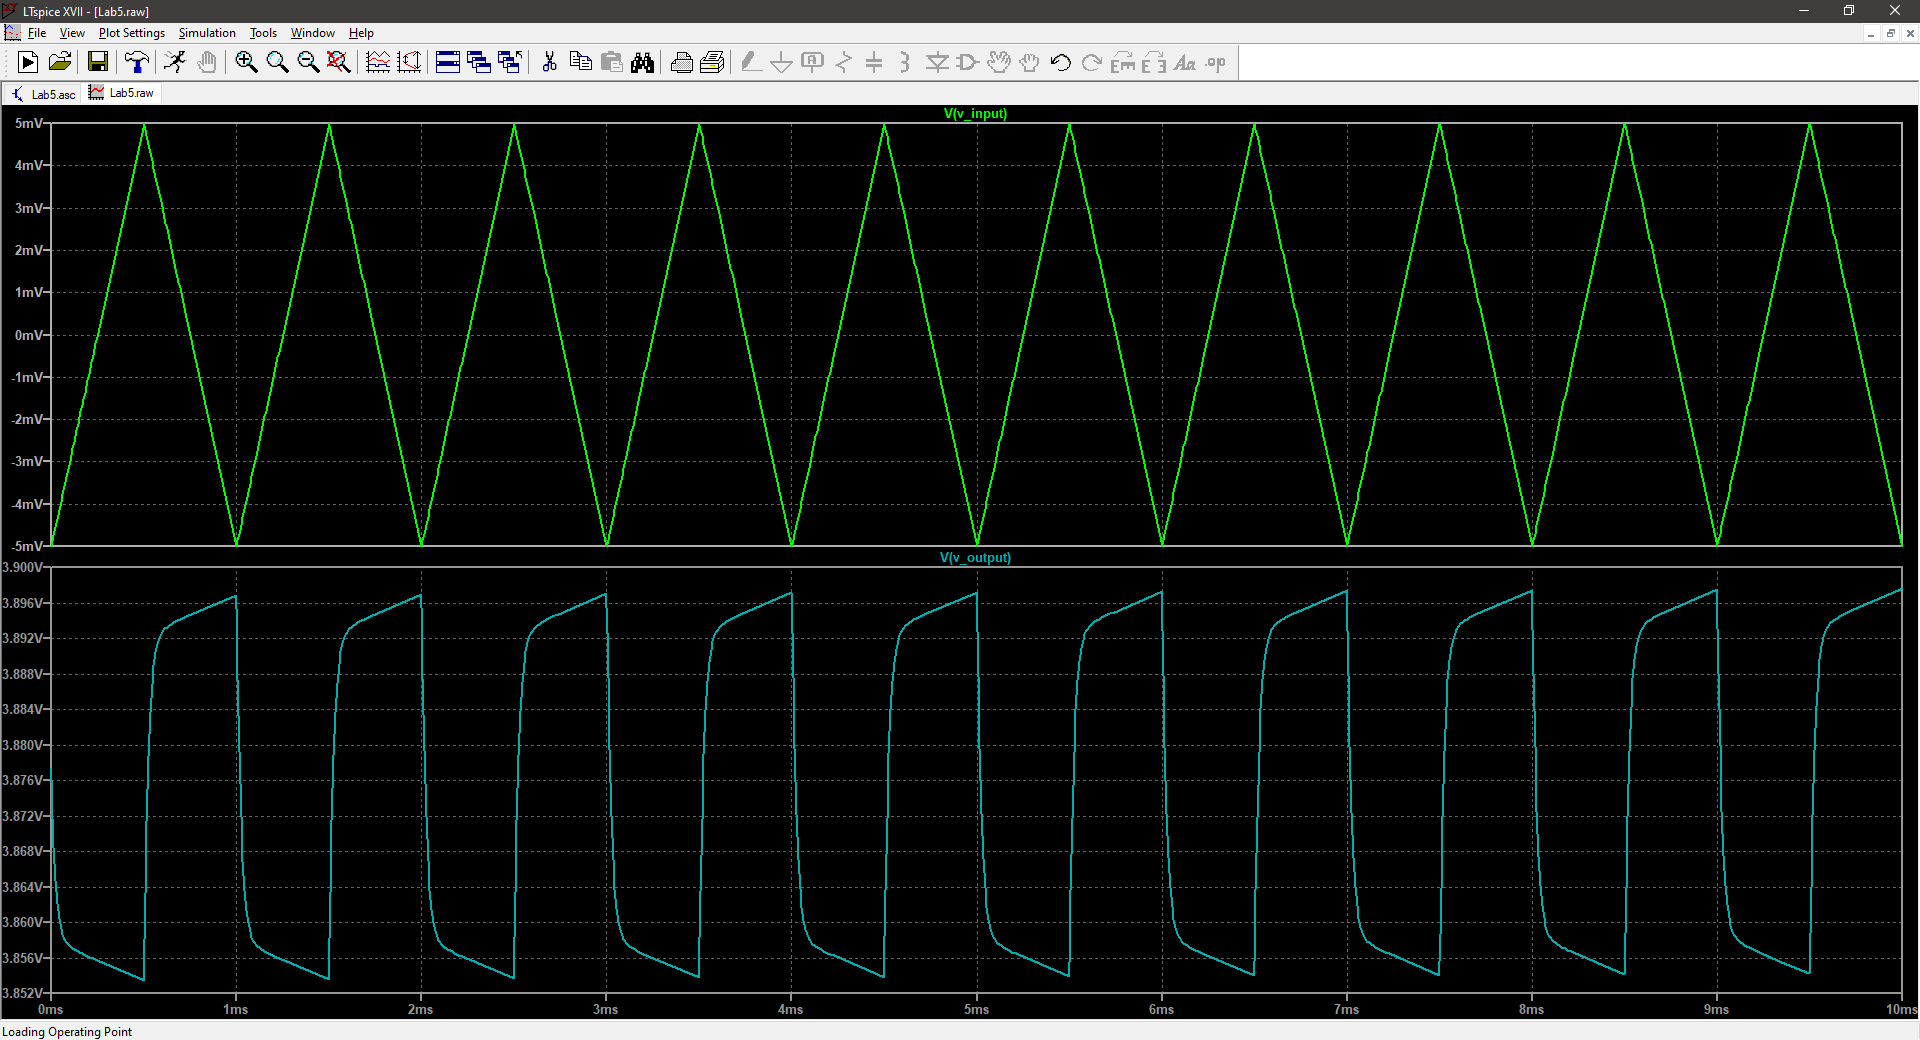 LTspice XVII - [Lab5.raw]
File View Plot Settings Simulation Tools Window Help
Aa .op
Lab5.asc Lab5.raw
V(v_input)
5mV
4mV
3mV
2mV
1mV
0mV
-1mV
-2mV
-3mV
-4mV
-5mV
V(v_output)
3.900V
3.896V
3.892V
3.888V
3.884V
3.880V
3.876V
3.872V
3.868V
3.864V
3.860V
3.856V
3.852V
0ms 1ms 2ms 3ms 4ms 5ms 6ms 7ms 8ms 9ms 10ms
Loading Operating Point